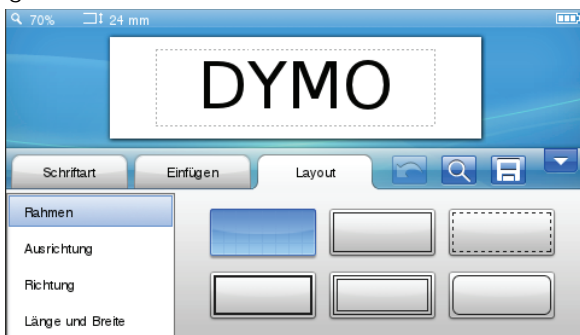 70% 24 mm
DYMO
Schriftart Einfügen Layout
Rahmen
Ausrichtung
Richtung
Länge und Breite